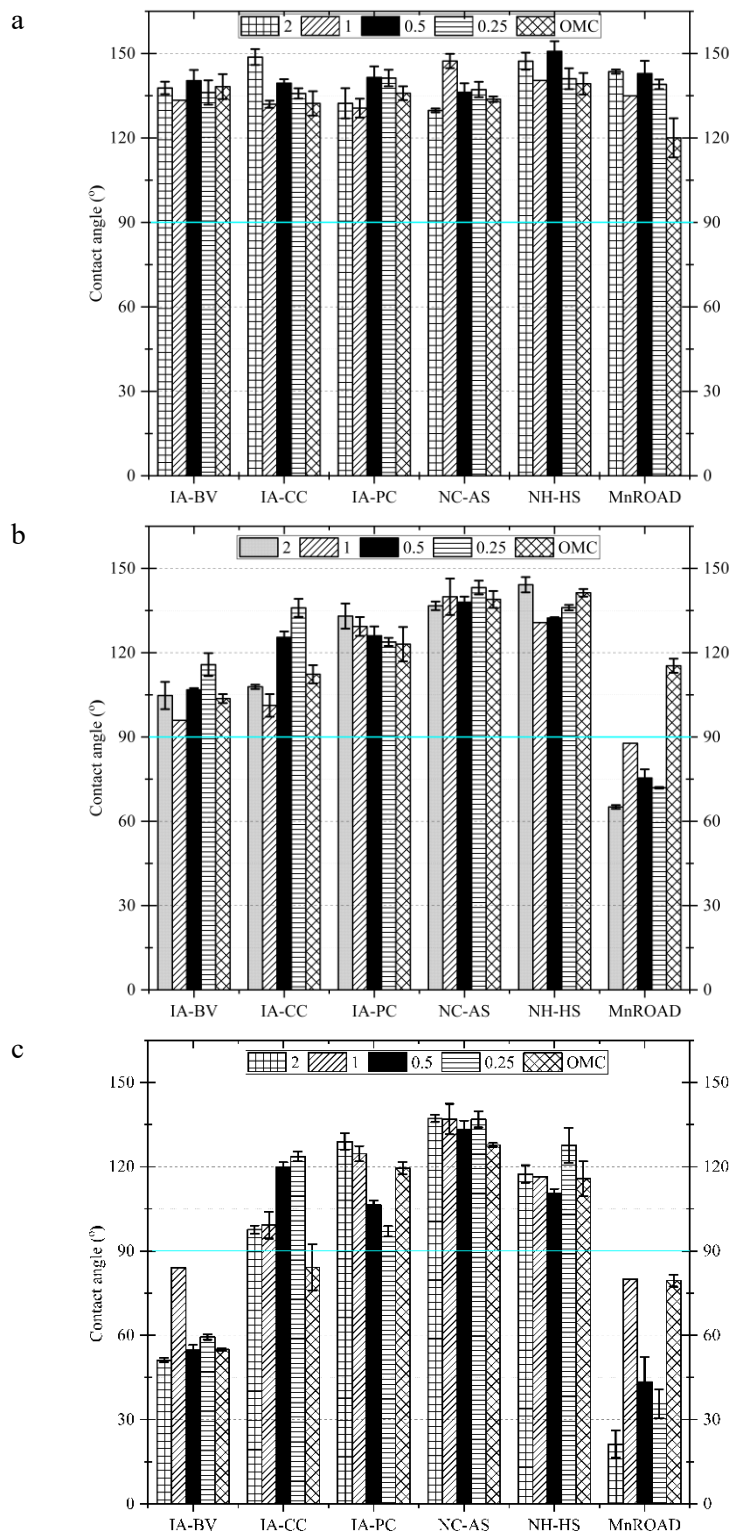 a
2 1 0.5 0.25 OMC
150 150
120 120
90 90
60 60
30 30
0 0
Contact angle (º)
IA-BV IA-CC IA-PC NC-AS NH-HS MnROAD
b
2 1 0.5 0.25 OMC
150 150
120 120
90 90
60 60
30 30
0 0
Contact angle (º)
IA-BV IA-CC IA-PC NC-AS NH-HS MnROAD
c
2 1 0.5 0.25 OMC
150 150
120 120
90 90
60 60
30 30
0 0
Contact angle (º)
IA-BV IA-CC IA-PC NC-AS NH-HS MnROAD